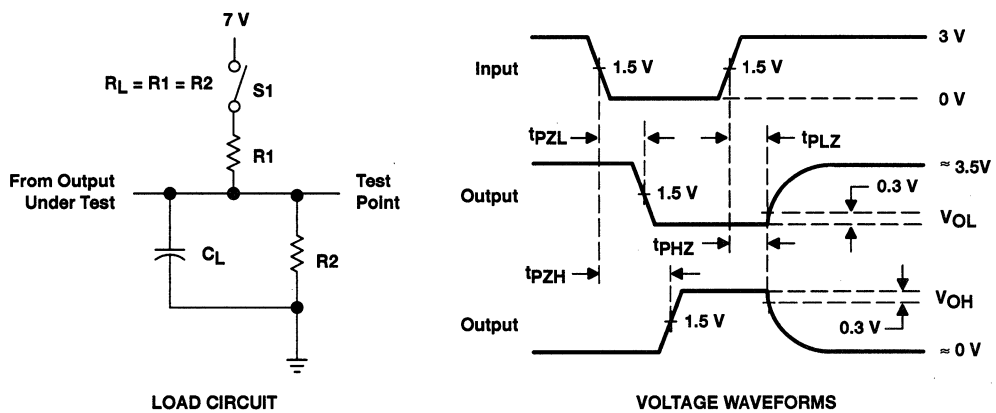 7 V
R_L = R1 = R2
S1
R1
From Output
Under Test
Test
Point
C_L
R2
LOAD CIRCUIT
Input
1.5 V
1.5 V
3 V
0 V
tPZL
tPLZ
Output
1.5 V
≈ 3.5V
0.3 V
VOL
tPHZ
tPZH
Output
1.5 V
VOH
0.3 V
≈ 0 V
VOLTAGE WAVEFORMS